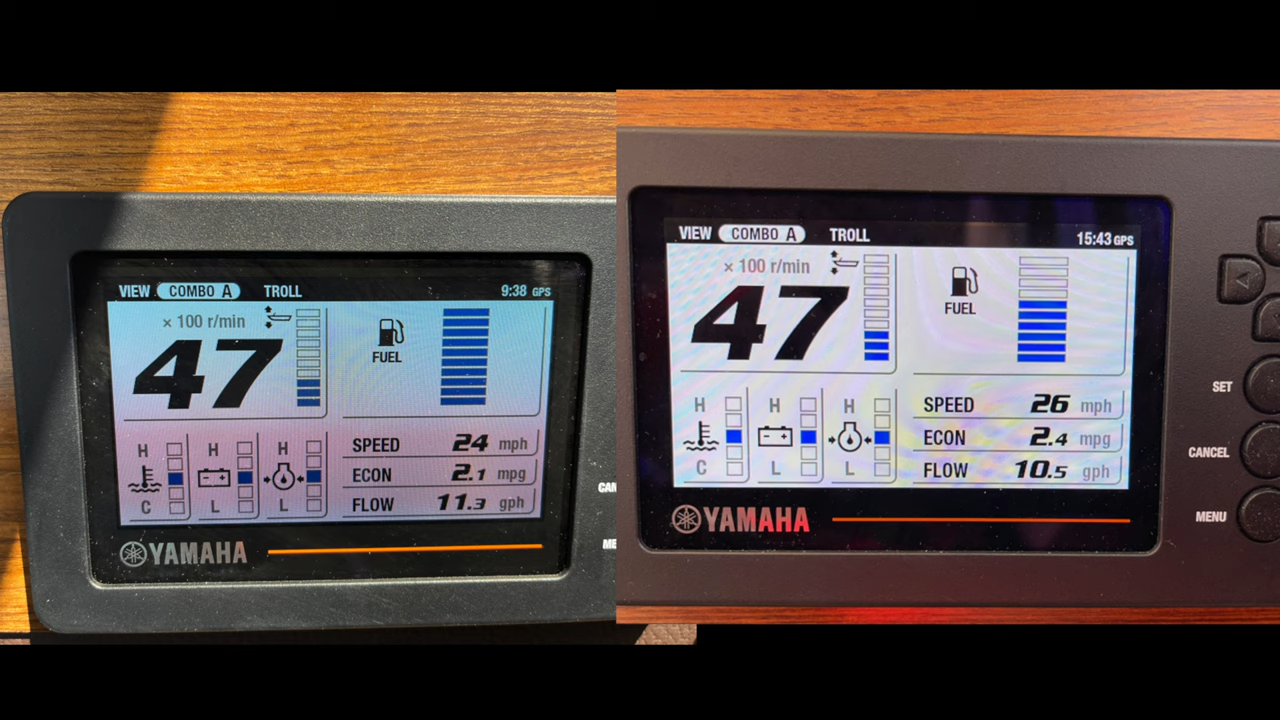 VIEW COMBO A TROLL 9:38 GPS
× 100 r/min
47
FUEL
H H H
C L L
SPEED 24 mph
ECON 2.1 mpg
FLOW 11.3 gph
YAMAHA
CAN
ME
VIEW COMBO A TROLL 15:43 GPS
× 100 r/min
47
FUEL
H H H
C L L
SPEED 26 mph
ECON 2.4 mpg
FLOW 10.5 gph
YAMAHA
SET
CANCEL
MENU